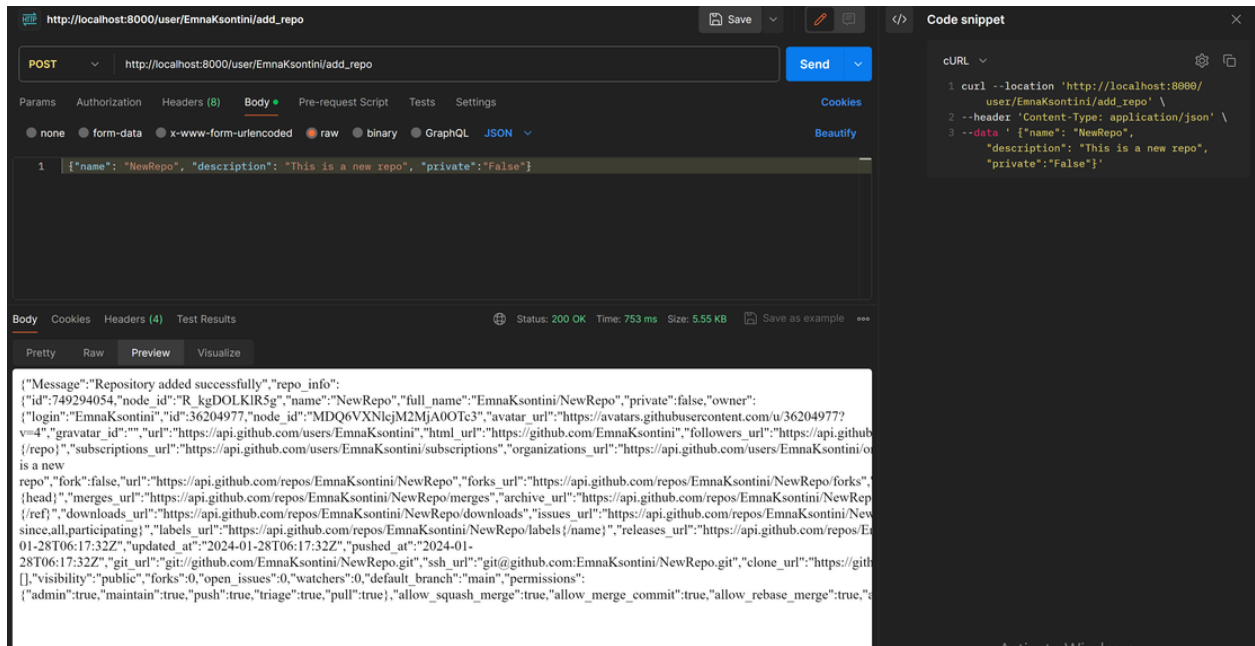 HTTP http://localhost:8000/user/EmnaKsontini/add_repo
Save
POST http://localhost:8000/user/EmnaKsontini/add_repo
Send
Params Authorization Headers (8) Body Pre-request Script Tests Settings
Cookies
none form-data x-www-form-urlencoded raw binary GraphQL JSON
Beautify
1 {"name": "NewRepo", "description": "This is a new repo", "private":"False"}
Body Cookies Headers (4) Test Results
Status: 200 OK Time: 753 ms Size: 5.55 KB Save as example
Pretty Raw Preview Visualize
{"Message":"Repository added successfully","repo_info":
{"id":749294054,"node_id":"R_kgDOLKlR5g","name":"NewRepo","full_name":"EmnaKsontini/NewRepo","private":false,"owner":
{"login":"EmnaKsontini","id":36204977,"node_id":"MDQ6VXNlcjM2MjA0OTc3","avatar_url":"https://avatars.githubusercontent.com/u/36204977?
v=4","gravatar_id":"","url":"https://api.github.com/users/EmnaKsontini","html_url":"https://github.com/EmnaKsontini","followers_url":"https://api.github
{/repo}","subscriptions_url":"https://api.github.com/users/EmnaKsontini/subscriptions","organizations_url":"https://api.github.com/users/EmnaKsontini/or
is a new
repo","fork":false,"url":"https://api.github.com/repos/EmnaKsontini/NewRepo","forks_url":"https://api.github.com/repos/EmnaKsontini/NewRepo/forks","
{head}","merges_url":"https://api.github.com/repos/EmnaKsontini/NewRepo/merges","archive_url":"https://api.github.com/repos/EmnaKsontini/NewRep
{/ref}","downloads_url":"https://api.github.com/repos/EmnaKsontini/NewRepo/downloads","issues_url":"https://api.github.com/repos/EmnaKsontini/New
since,all,participating}","labels_url":"https://api.github.com/repos/EmnaKsontini/NewRepo/labels{/name}","releases_url":"https://api.github.com/repos/E
01-28T06:17:32Z","updated_at":"2024-01-28T06:17:32Z","pushed_at":"2024-01-
28T06:17:32Z","git_url":"git://github.com/EmnaKsontini/NewRepo.git","ssh_url":"git@github.com:EmnaKsontini/NewRepo.git","clone_url":"https://gith
[],"visibility":"public","forks":0,"open_issues":0,"watchers":0,"default_branch":"main","permissions":
{"admin":true,"maintain":true,"push":true,"triage":true,"pull":true},"allow_squash_merge":true,"allow_merge_commit":true,"allow_rebase_merge":true,"a
</> Code snippet
cURL
1 curl --location 'http://localhost:8000/
user/EmnaKsontini/add_repo' \
2 --header 'Content-Type: application/json' \
3 --data ' {"name": "NewRepo",
"description": "This is a new repo",
"private":"False"}'